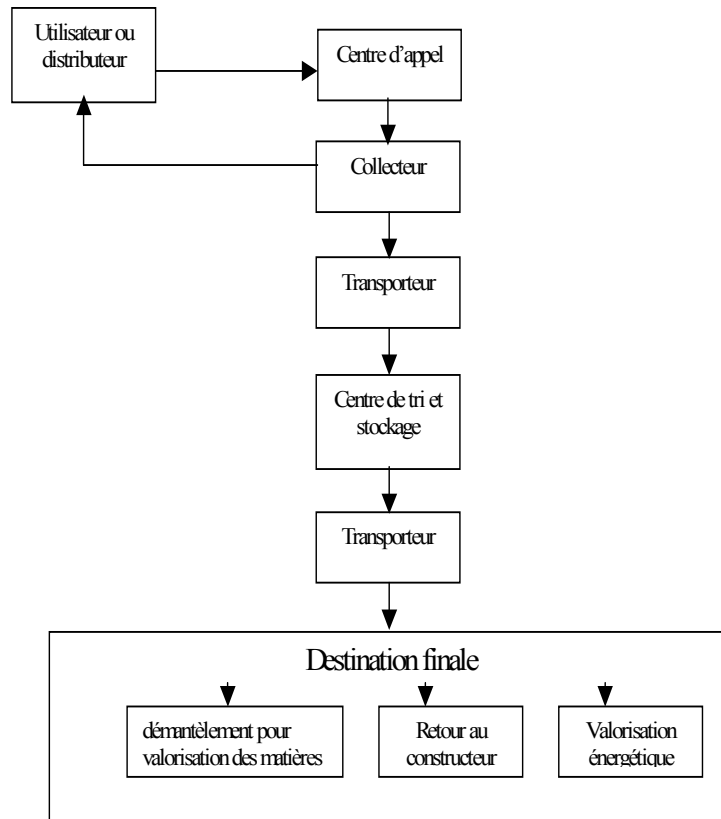 Utilisateur ou
distributeur
Centre d’appel
Collecteur
Transporteur
Centre de tri et
stockage
Transporteur
Destination finale
démantèlement pour
valorisation des matières
Retour au
constructeur
Valorisation
énergétique